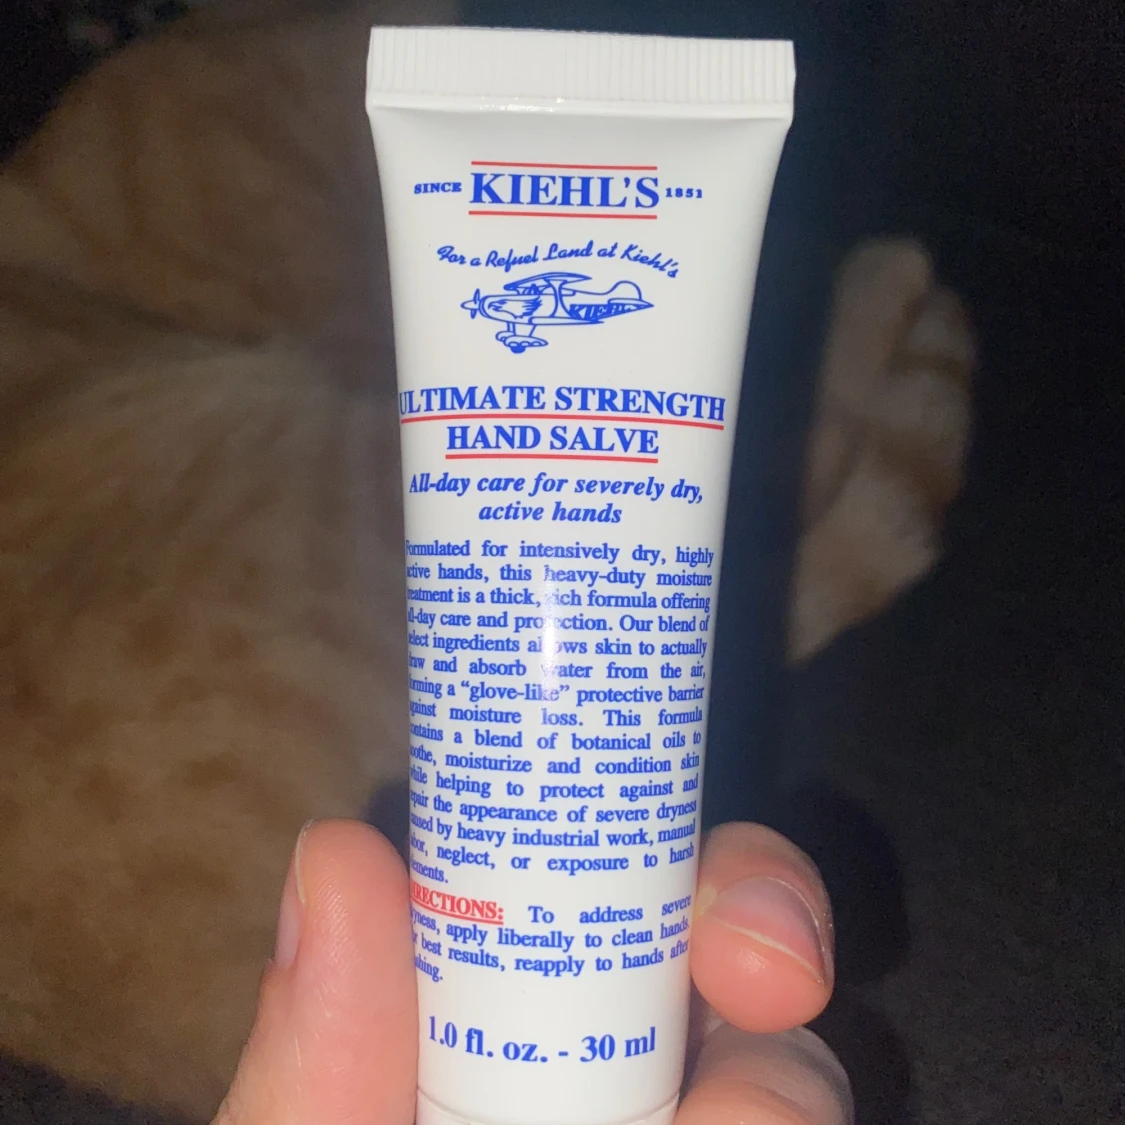 SINCE KIEHL'S 1851
For a Refuel Land at Kiehl's
KIEHL'S
ULTIMATE STRENGTH
HAND SALVE
All-day care for severely dry,
active hands
Formulated for intensively dry, highly
active hands, this heavy-duty moisture
treatment is a thick, rich formula offering
all-day care and protection. Our blend of
select ingredients allows skin to actually
draw and absorb water from the air,
forming a “glove-like” protective barrier
against moisture loss. This formula
contains a blend of botanical oils to
soothe, moisturize and condition skin
while helping to protect against and
repair the appearance of severe dryness
caused by heavy industrial work, manual
labor, neglect, or exposure to harsh
elements.
DIRECTIONS: To address severe
dryness, apply liberally to clean hands.
For best results, reapply to hands after
washing.
1.0 fl. oz. - 30 ml